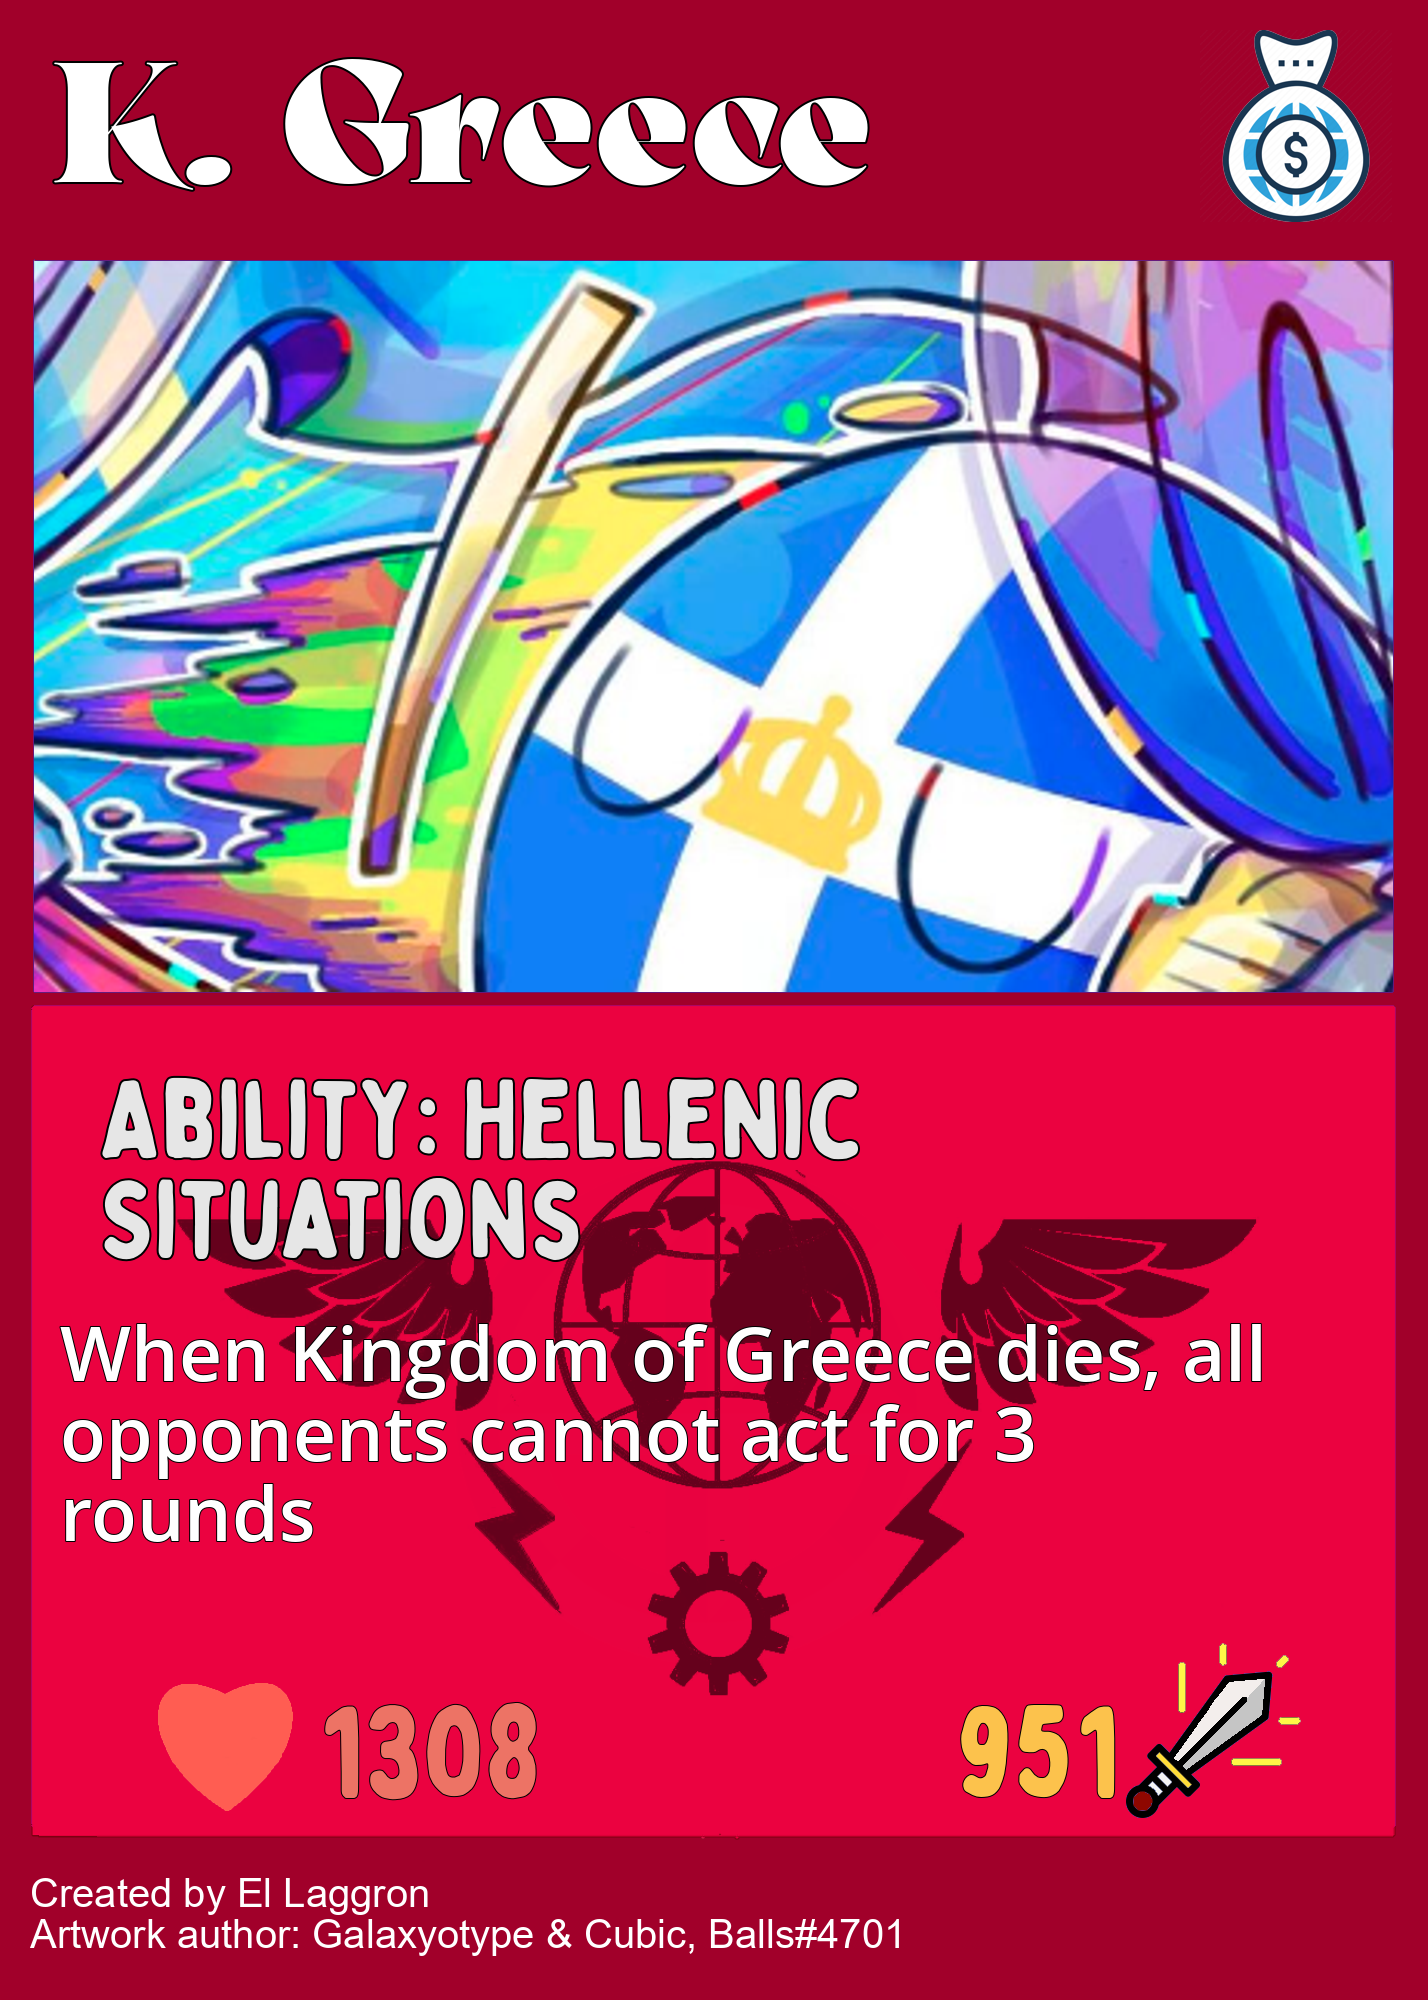 K. Greece
$
ABILITY: HELLENIC
SITUATIONS
When Kingdom of Greece dies, all
opponents cannot act for 3
rounds
1308
951
Created by El Laggron
Artwork author: Galaxyotype & Cubic, Balls#4701